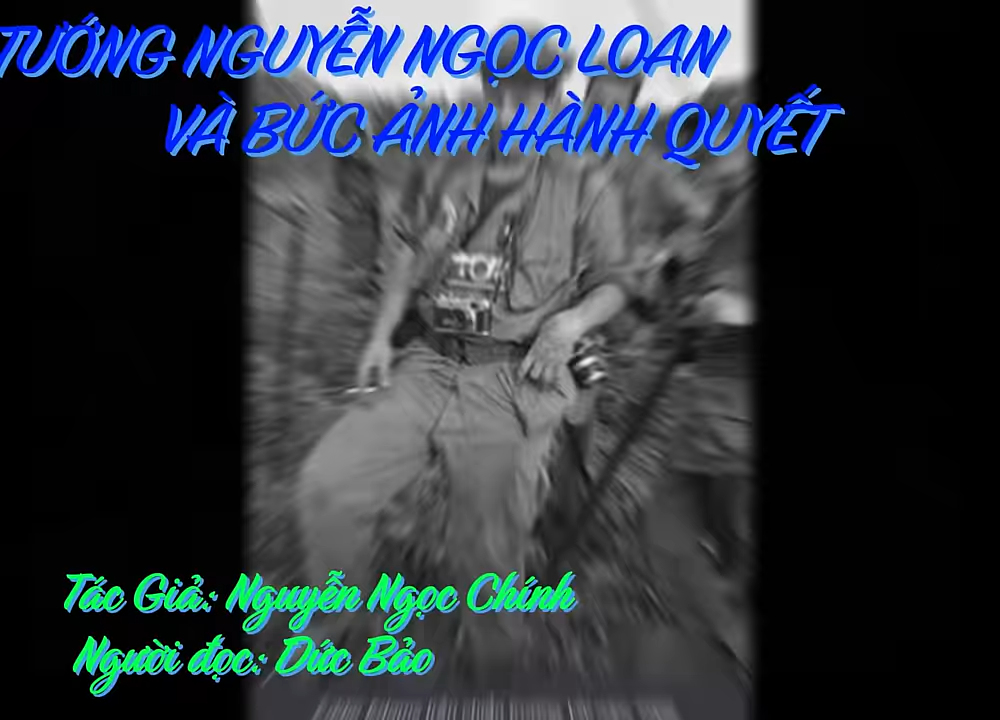 TƯỚNG NGUYỄN NGỌC LOAN
VÀ BỨC ẢNH HÀNH QUYẾT
Tác Giả: Nguyễn Ngọc Chính
Người đọc: Đức Bảo